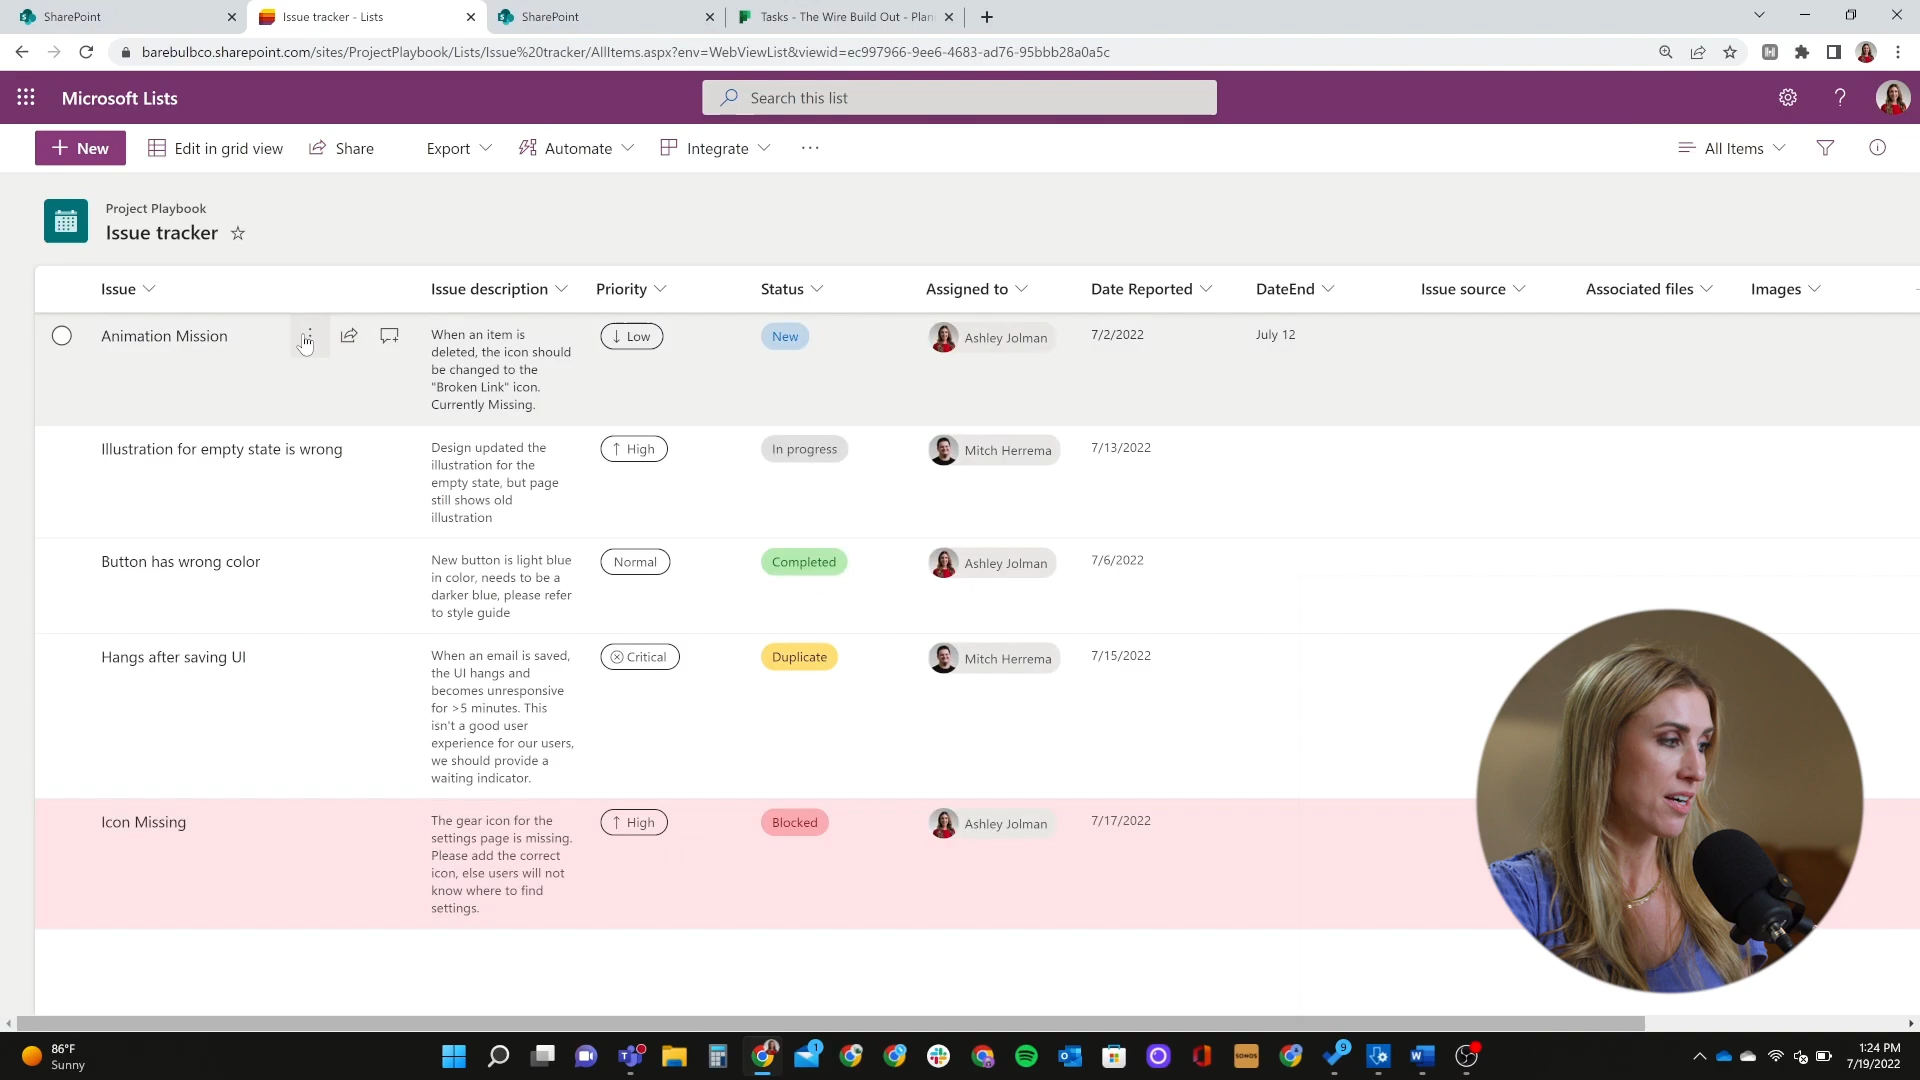 SharePoint
Issue tracker - Lists
SharePoint
Tasks - The Wire Build Out - Plan
barebulbco.sharepoint.com/sites/ProjectPlaybook/Lists/Issue%20tracker/AllItems.aspx?env=WebViewList&viewid=ec997966-9ee6-4683-ad76-95bbb28a0a5c
Microsoft Lists
Search this list
New
Edit in grid view
Share
Export
Automate
Integrate
All Items
Project Playbook
Issue tracker
Issue
Issue description
Priority
Status
Assigned to
Date Reported
DateEnd
Issue source
Associated files
Images
Animation Mission
When an item is
deleted, the icon should
be changed to the
"Broken Link" icon.
Currently Missing.
Low
New
Ashley Jolman
7/2/2022
July 12
Illustration for empty state is wrong
Design updated the
illustration for the
empty state, but page
still shows old
illustration
High
In progress
Mitch Herrema
7/13/2022
Button has wrong color
New button is light blue
in color, needs to be a
darker blue, please refer
to style guide
Normal
Completed
Ashley Jolman
7/6/2022
Hangs after saving UI
When an email is saved,
the UI hangs and
becomes unresponsive
for >5 minutes. This
isn't a good user
experience for our users,
we should provide a
waiting indicator.
Critical
Duplicate
Mitch Herrema
7/15/2022
Icon Missing
The gear icon for the
settings page is missing.
Please add the correct
icon, else users will not
know where to find
settings.
High
Blocked
Ashley Jolman
7/17/2022
86°F
Sunny
1
SONOS
9
1:24 PM
7/19/2022